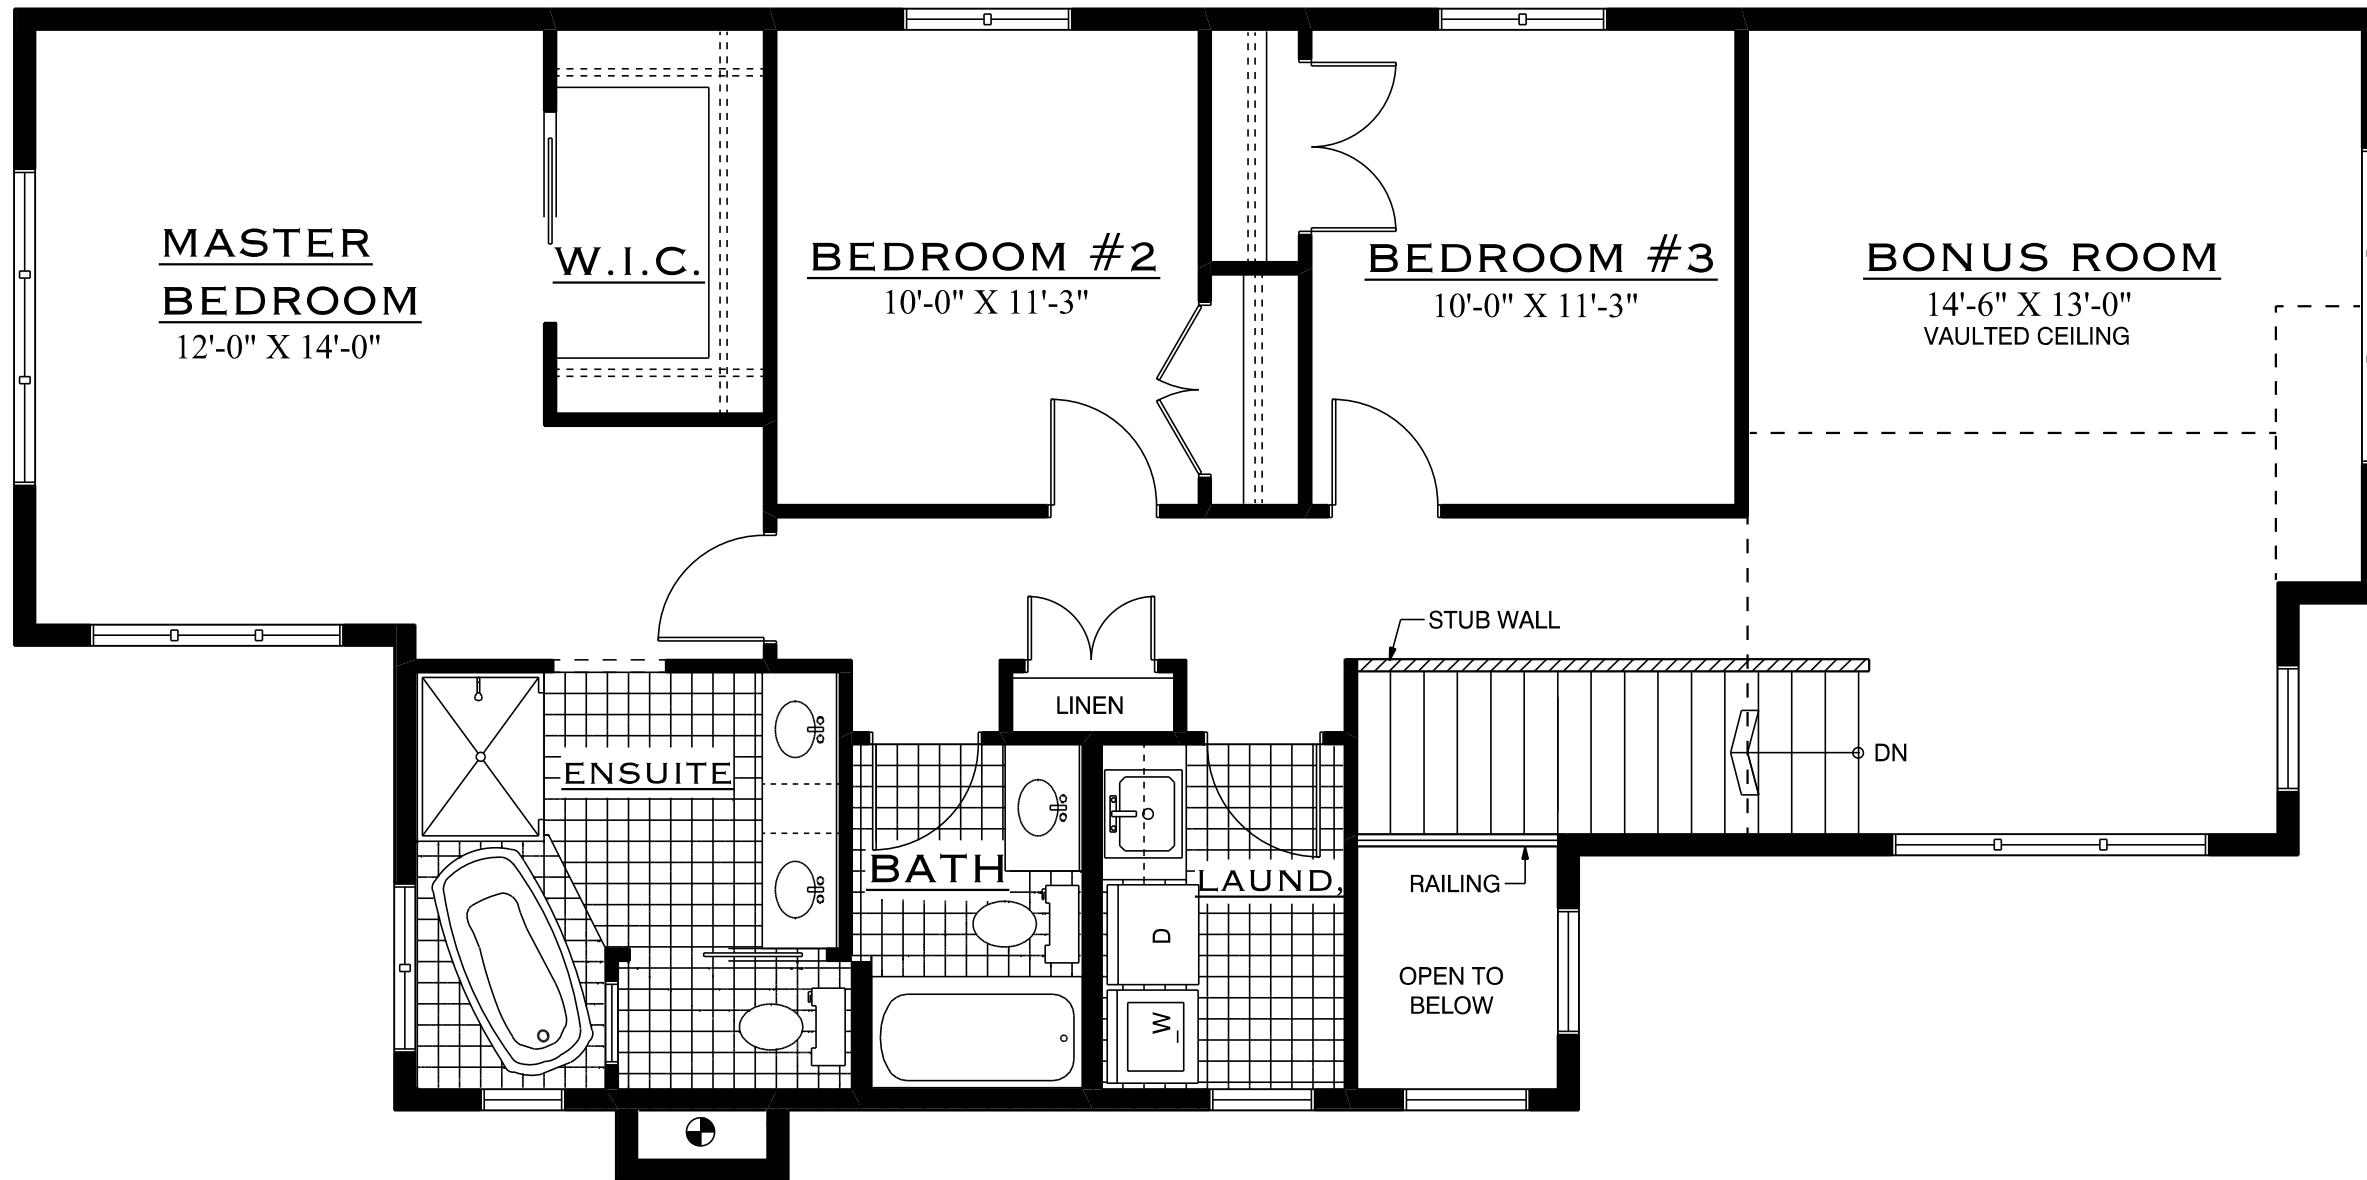 MASTER
BEDROOM
12'-0" X 14'-0"
W.I.C.
BEDROOM #2
10'-0" X 11'-3"
BEDROOM #3
10'-0" X 11'-3"
BONUS ROOM
14'-6" X 13'-0"
VAULTED CEILING
STUB WALL
LINEN
DN
ENSUITE
BATH
LAUND,
RAILING
D
OPEN TO
BELOW
W